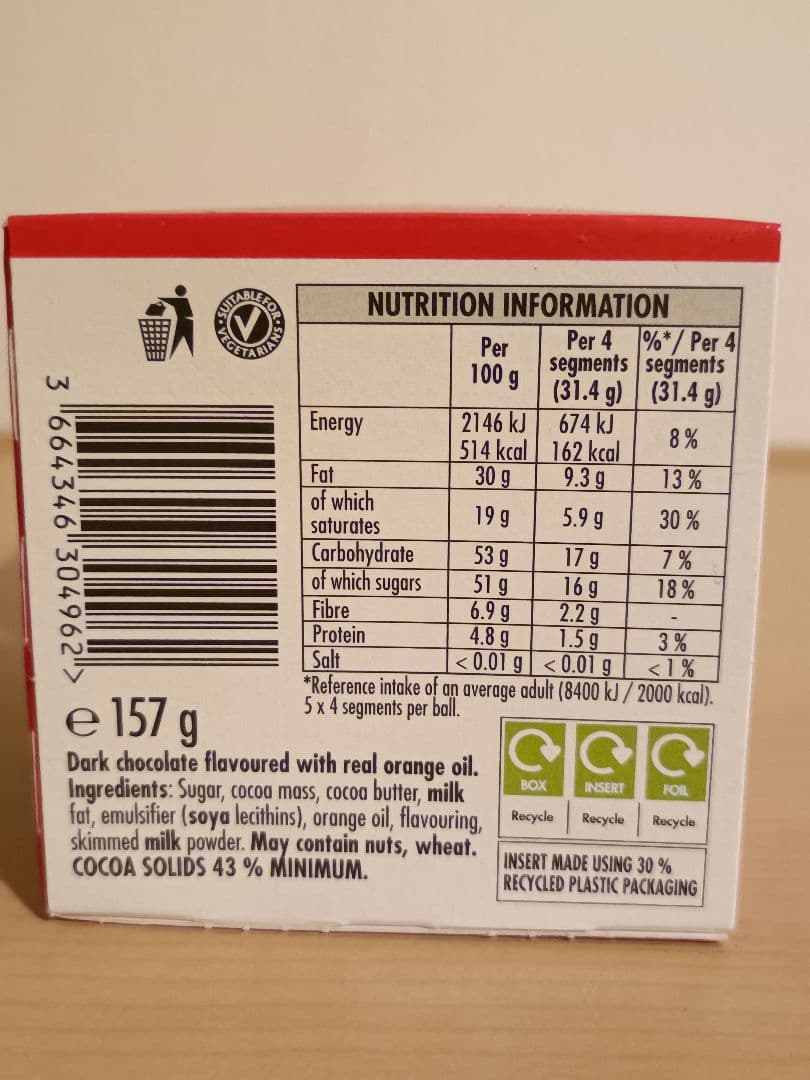 SUITABLE FOR VEGETARIANS
NUTRITION INFORMATION
Per 100 g | Per 4 segments (31.4 g) | %*/ Per 4 segments (31.4 g)
Energy | 2146 kJ 514 kcal | 674 kJ 162 kcal | 8 %
Fat | 30 g | 9.3 g | 13 %
of which saturates | 19 g | 5.9 g | 30 %
Carbohydrate | 53 g | 17 g | 7 %
of which sugars | 51 g | 16 g | 18 %
Fibre | 6.9 g | 2.2 g | -
Protein | 4.8 g | 1.5 g | 3 %
Salt | < 0.01 g | < 0.01 g | < 1 %
*Reference intake of an average adult (8400 kJ / 2000 kcal).
5 x 4 segments per ball.
3 664346 304962 >
e 157 g
Dark chocolate flavoured with real orange oil.
Ingredients: Sugar, cocoa mass, cocoa butter, milk
fat, emulsifier (soya lecithins), orange oil, flavouring,
skimmed milk powder. May contain nuts, wheat.
COCOA SOLIDS 43 % MINIMUM.
BOX INSERT FOIL
Recycle Recycle Recycle
INSERT MADE USING 30 %
RECYCLED PLASTIC PACKAGING